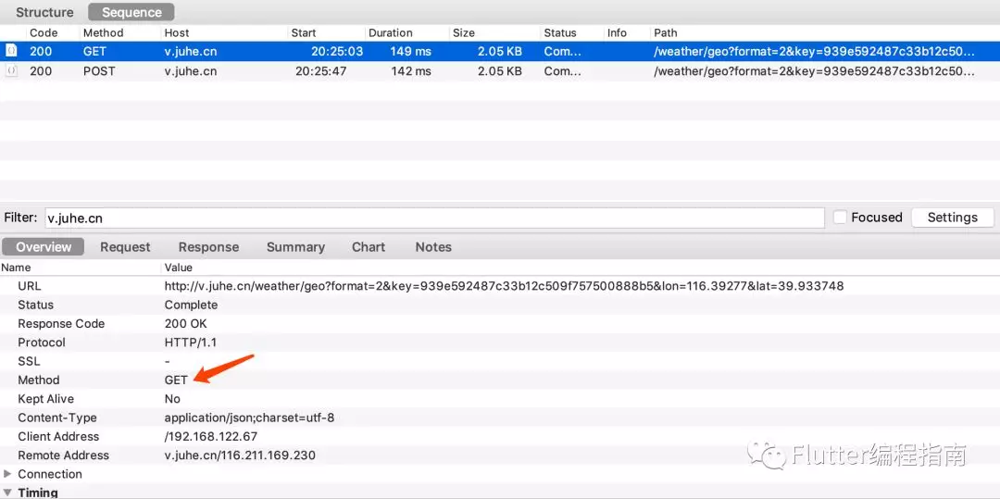 Structure Sequence
Code Method Host Start Duration Size Status Info Path
200 GET v.juhe.cn 20:25:03 149 ms 2.05 KB Com... /weather/geo?format=2&key=939e592487c33b12c50...
200 POST v.juhe.cn 20:25:47 142 ms 2.05 KB Com... /weather/geo?format=2&key=939e592487c33b12c50...
Filter: v.juhe.cn Focused Settings
Overview Request Response Summary Chart Notes
Name Value
URL http://v.juhe.cn/weather/geo?format=2&key=939e592487c33b12c509f757500888b5&lon=116.39277&lat=39.933748
Status Complete
Response Code 200 OK
Protocol HTTP/1.1
SSL -
Method GET
Kept Alive No
Content-Type application/json;charset=utf-8
Client Address /192.168.122.67
Remote Address v.juhe.cn/116.211.169.230
Flutter编程指南
Connection
Timing